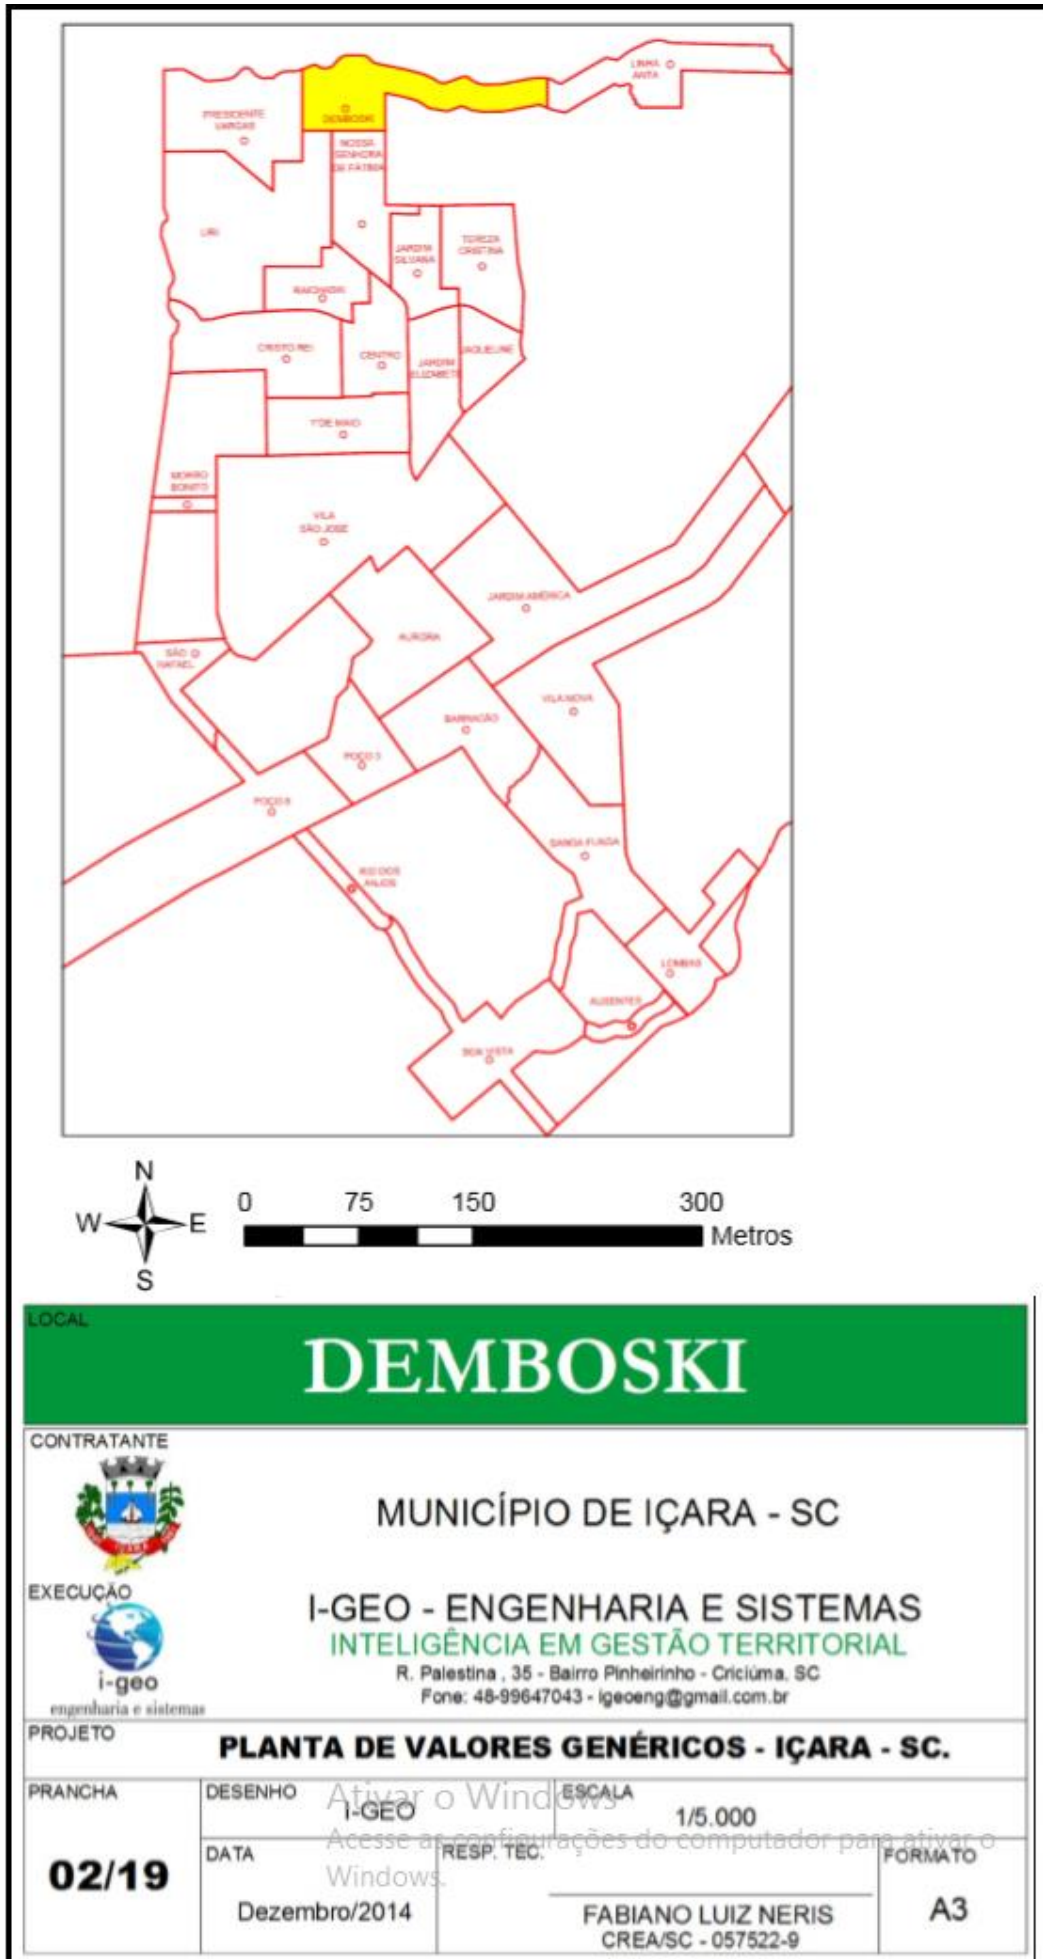 LINHA
ANTA
PRESIDENTE
VARGAS
DEMBOSKI
NOSSA
SENHORA
DE FÁTIMA
LIRI
JARDIM
SILVANA
TEREZA
CRISTINA
RAICHASKI
CRISTO REI
CENTRO
JARDIM
ELIZABETE
JAQUELINE
1º DE MAIO
MORRO
BONITO
VILA
SÃO JOSÉ
JARDIM AMÉRICA
AURORA
SÃO
RAFAEL
VILA NOVA
BARRACÃO
POÇO 3
POÇO 8
SANGA FUNDA
RIO DOS
ANJOS
LOMBAS
AUSENTES
BOA VISTA
N
W E
S
0 75 150 300
Metros
LOCAL
DEMBOSKI
CONTRATANTE
IÇARA
MUNICÍPIO DE IÇARA - SC
EXECUÇÃO
i-geo
engenharia e sistemas
I-GEO - ENGENHARIA E SISTEMAS
INTELIGÊNCIA EM GESTÃO TERRITORIAL
R. Palestina , 35 - Bairro Pinheirinho - Criciúma, SC
Fone: 48-99647043 - igeoeng@gmail.com.br
PROJETO
PLANTA DE VALORES GENÉRICOS - IÇARA - SC.
PRANCHA
02/19
DESENHO
I-GEO
ESCALA
1/5.000
Ativar o Windows
Acesse as configurações do computador para ativar o
Windows.
DATA
Dezembro/2014
RESP. TEC.
FABIANO LUIZ NERIS
CREA/SC - 057522-9
FORMATO
A3